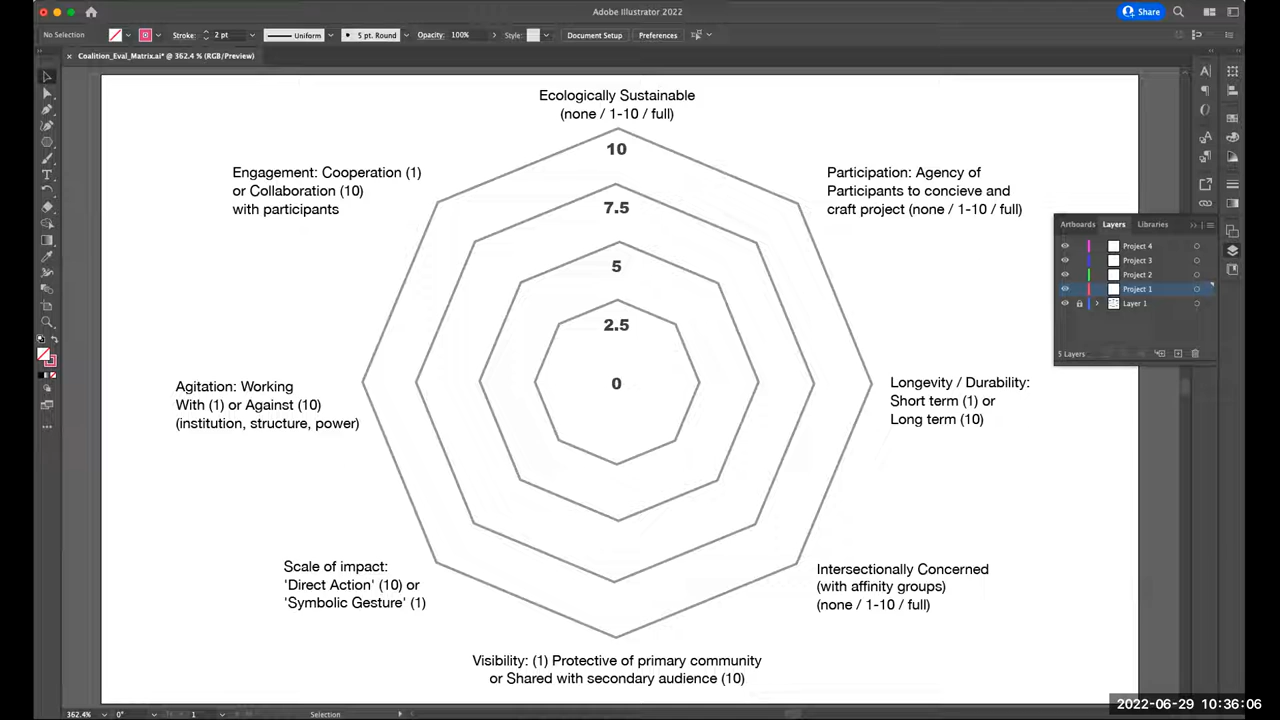 Adobe Illustrator 2022
Share
No Selection
Stroke:
2 pt
Uniform
5 pt. Round
Opacity:
100%
Style:
Document Setup
Preferences
× Coalition_Eval_Matrix.ai* @ 362.4 % (RGB/Preview)
Ecologically Sustainable
(none / 1-10 / full)
10
Engagement: Cooperation (1)
or Collaboration (10)
with participants
Participation: Agency of
Participants to concieve and
craft project (none / 1-10 / full)
7.5
5
2.5
0
Artboards
Layers
Libraries
Project 4
Project 3
Project 2
Project 1
Layer 1
5 Layers
Agitation: Working
With (1) or Against (10)
(institution, structure, power)
Longevity / Durability:
Short term (1) or
Long term (10)
Scale of impact:
'Direct Action' (10) or
'Symbolic Gesture' (1)
Intersectionally Concerned
(with affinity groups)
(none / 1-10 / full)
Visibility: (1) Protective of primary community
or Shared with secondary audience (10)
362.4%
0°
1
Selection
2022-06-29 10:36:06